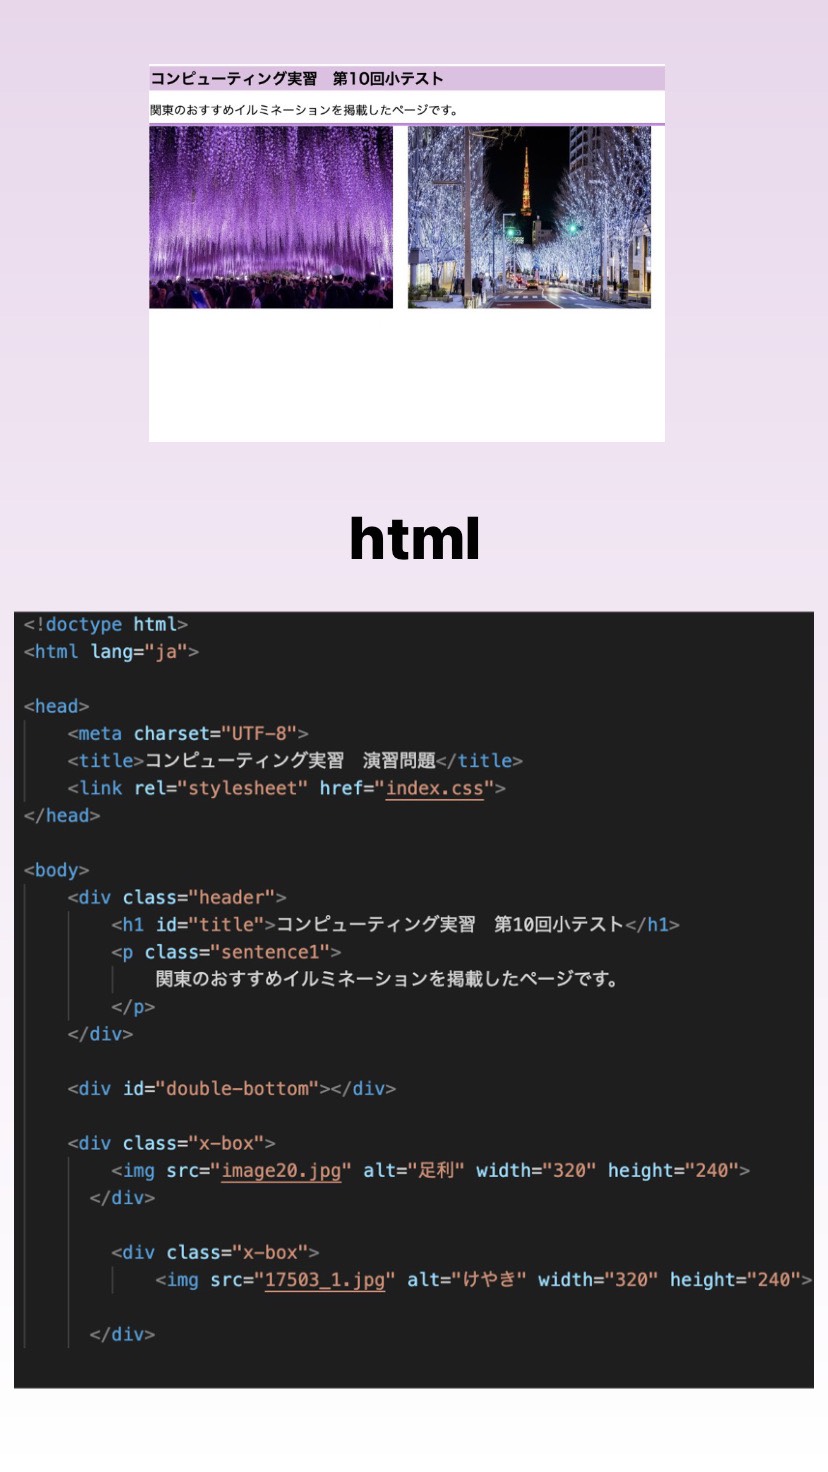 コンピューティング実習　第10回小テスト
関東のおすすめイルミネーションを掲載したページです。
html
<!doctype html>
<html lang="ja">
<head>
<meta charset="UTF-8">
<title>コンピューティング実習　演習問題</title>
<link rel="stylesheet" href="index.css">
</head>
<body>
<div class="header">
<h1 id="title">コンピューティング実習　第10回小テスト</h1>
<p class="sentence1">
関東のおすすめイルミネーションを掲載したページです。
</p>
</div>
<div id="double-bottom"></div>
<div class="x-box">
<img src="image20.jpg" alt="足利" width="320" height="240">
</div>
<div class="x-box">
<img src="17503_1.jpg" alt="けやき" width="320" height="240">
</div>